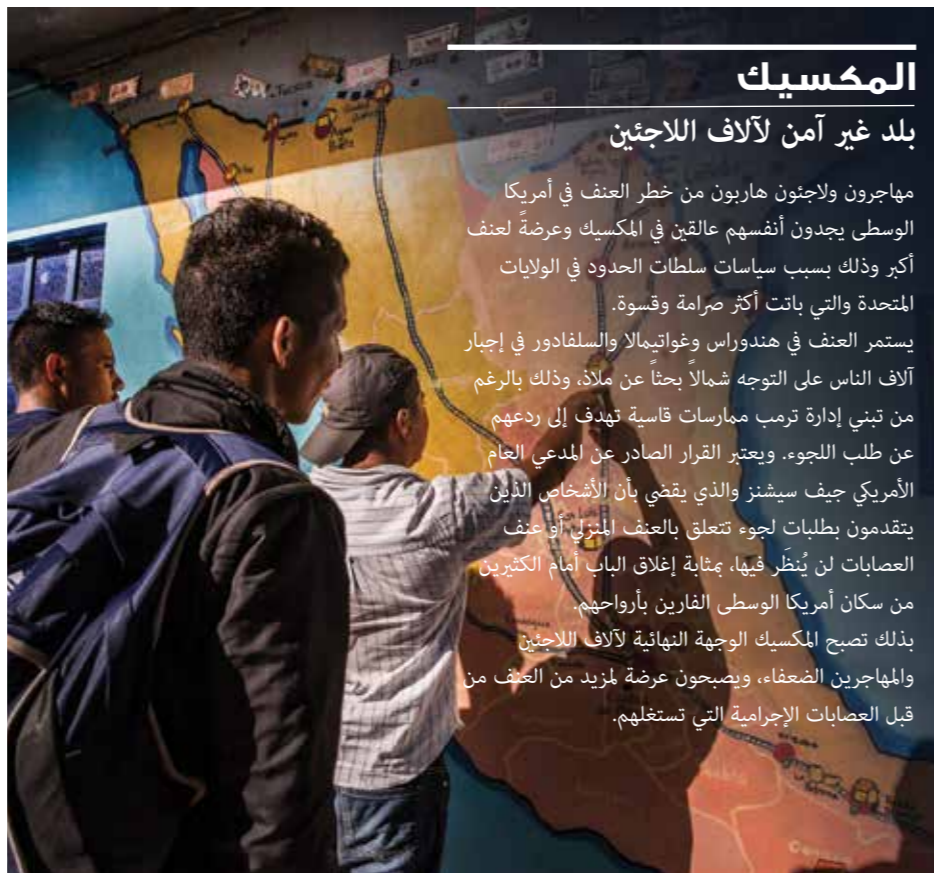 المكسيك
بلد غير آمن لآلاف اللاجئين
مهاجرون ولاجئون هاربون من خطر العنف في أمريكا
الوسطى يجدون أنفسهم عالقين في المكسيك وعرضةً لعنف
أكبر وذلك بسبب سياسات سلطات الحدود في الولايات
المتحدة والتي باتت أكثر صرامة وقسوة.
يستمر العنف في هندوراس وغواتيمالا والسلفادور في إجبار
آلاف الناس على التوجه شمالاً بحثاً عن ملاذ، وذلك بالرغم
من تبني إدارة ترمب ممارسات قاسية تهدف إلى ردعهم
عن طلب اللجوء. ويعتبر القرار الصادر عن المدعي العام
الأمريكي جيف سيشنز والذي يقضي بأن الأشخاص الذين
يتقدمون بطلبات لجوء تتعلق بالعنف المنزلي أو عنف
العصابات لن يُنظَر فيها، بمثابة إغلاق الباب أمام الكثيرين
من سكان أمريكا الوسطى الفارين بأرواحهم.
بذلك تصبح المكسيك الوجهة النهائية لآلاف اللاجئين
والمهاجرين الضعفاء، ويصبحون عرضة لمزيد من العنف من
قبل العصابات الإجرامية التي تستغلهم.